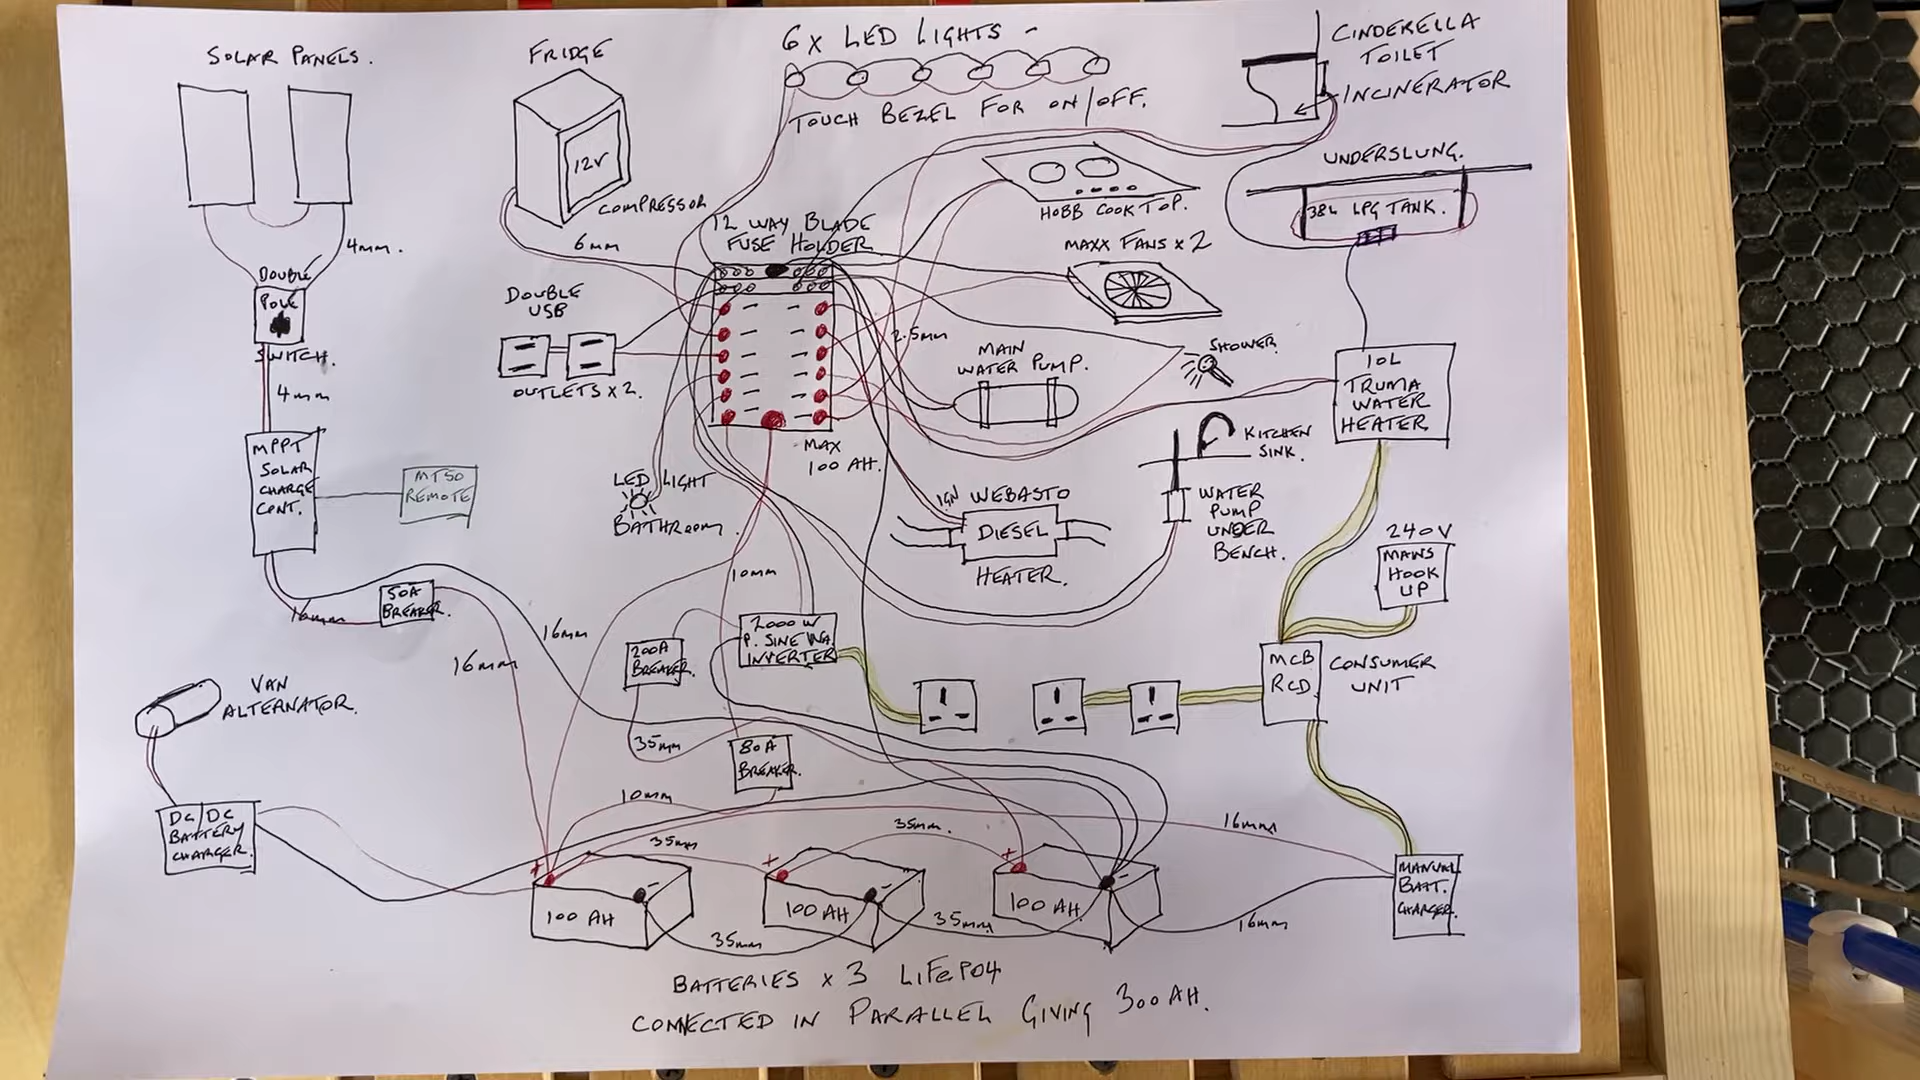 SOLAR PANELS.
4mm.
DOUBLE
POLE
SWITCH.
4mm
MPPT
SOLAR
CHARGE
CONT.
MT50
REMOTE
16mm
50A
BREAKER.
16mm
16mm
VAN
ALTERNATOR.
DC/DC
BATTERY
CHARGER.
FRIDGE
12V
COMPRESSOR
6mm
DOUBLE
USB
OUTLETS x 2.
6 x LED LIGHTS -
TOUCH BEZEL FOR ON/OFF.
12 WAY BLADE
FUSE HOLDER
MAX
100 AH.
2.5mm
LED LIGHT
BATHROOM.
10mm
CINDERELLA
TOILET
INCINERATOR
HOBB COOK TOP.
MAXX FANS x 2
UNDERSLUNG.
38L LPG TANK.
MAIN
WATER PUMP.
SHOWER
10L
TRUMA
WATER
HEATER
KITCHEN
SINK.
WATER
PUMP
UNDER
BENCH.
IGN WEBASTO
DIESEL
HEATER.
240V
MAINS
HOOK
UP
2000W
P. SINE WA
INVERTER
200A
BREAKER.
35mm
80A
BREAKER.
MCB
RCD.
CONSUMER
UNIT
10mm
35mm
35mm.
16mm
+
-
100 AH
+
-
100 AH
+
-
100 AH.
35mm
35mm
16mm
MANUAL
BATT.
CHARGER.
BATTERIES x 3 LiFePO4
CONNECTED IN PARALLEL GIVING 300AH.